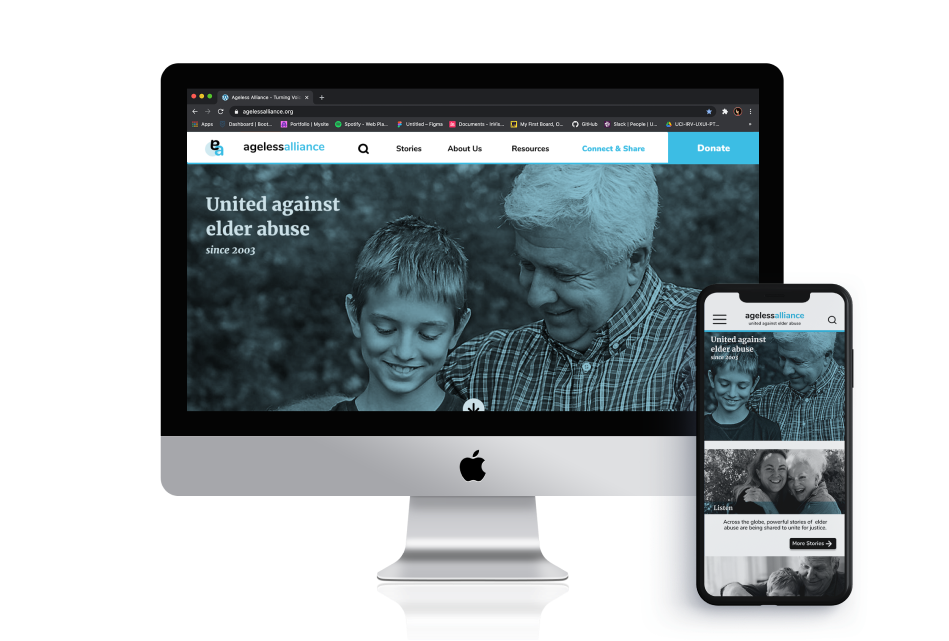 Ageless Alliance - Turning Voi
agelessalliance.org
Apps Dashboard | Boot... Portfolio | Mysite Spotify - Web Pla... Untitled – Figma Documents - InVis... My First Board, O... GitHub Slack | People | U... UCI-IRV-UXUI-PT... »
agelessalliance Stories About Us Resources Connect & Share Donate
United against
elder abuse
since 2003
agelessalliance
united against elder abuse
United against
elder abuse
since 2003
Listen
Across the globe, powerful stories of elder
abuse are being shared to unite for justice.
More Stories